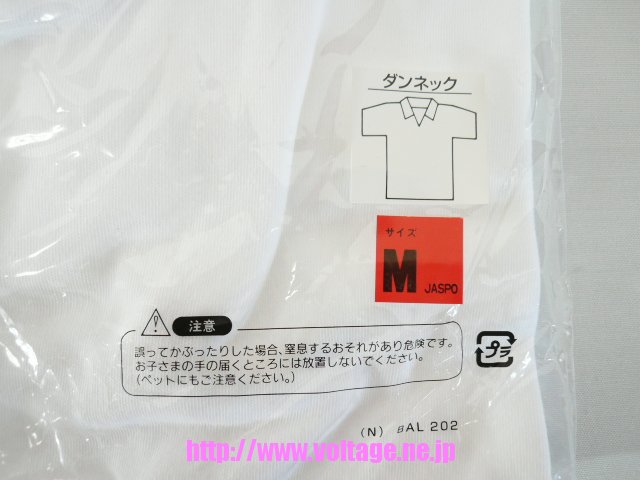 ダンネック
サイズ
M
JASPO
注意
誤ってかぶったりした場合、窒息するおそれがあり危険です。
お子さまの手の届くところには放置しないでください。
(ペットにもご注意ください。)
プラ
(N) BAL 202
http://www.voltage.ne.jp